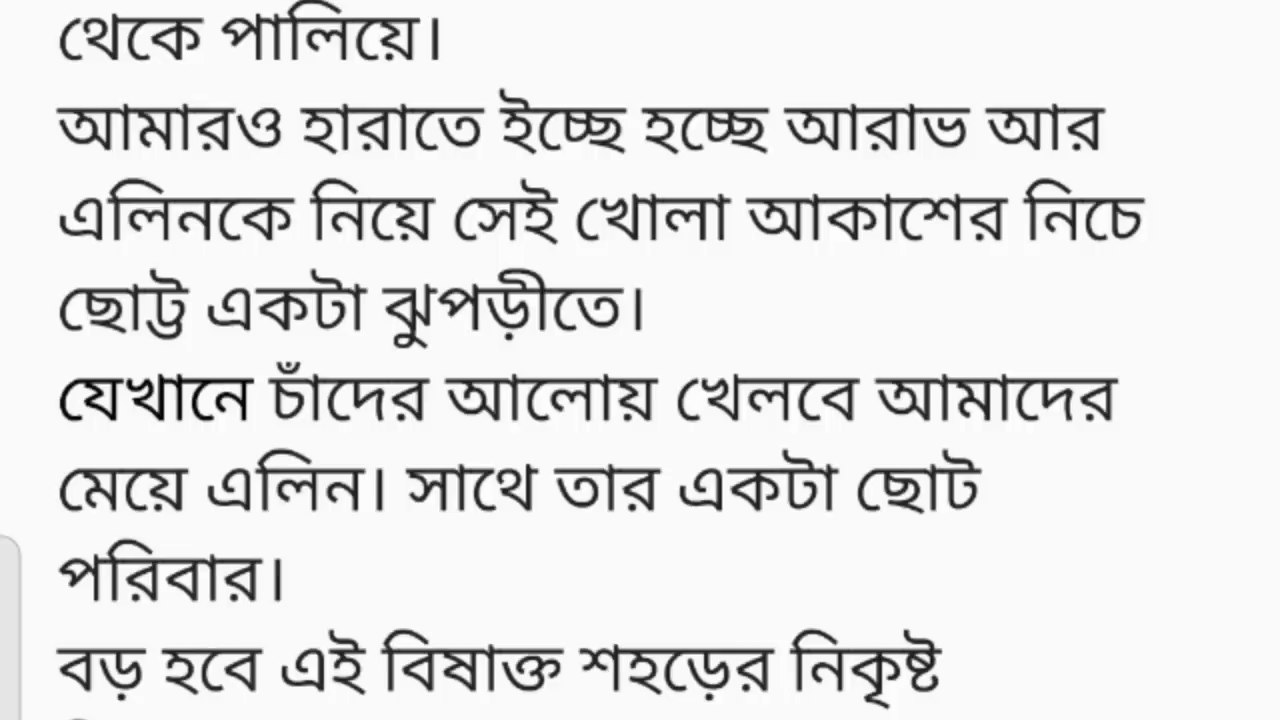 থেকে পালিয়ে।
আমারও হারাতে ইচ্ছে হচ্ছে আরাভ আর
এলিনকে নিয়ে সেই খোলা আকাশের নিচে
ছোট্ট একটা ঝুপড়ীতে।
যেখানে চাঁদের আলোয় খেলবে আমাদের
মেয়ে এলিন। সাথে তার একটা ছোট
পরিবার।
বড় হবে এই বিষাক্ত শহড়ের নিকৃষ্ট